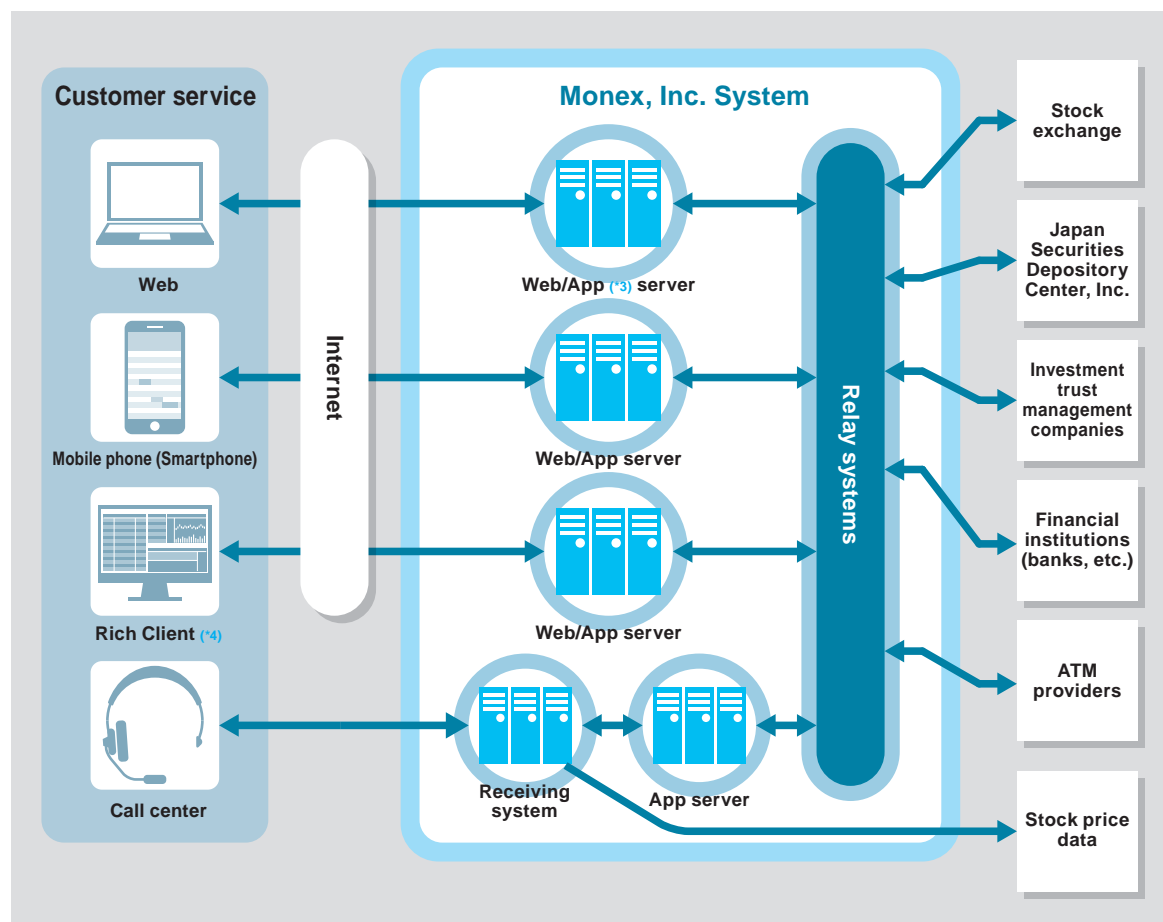 Customer service
Web
Mobile phone (Smartphone)
Rich Client (*4)
Call center
Internet
Monex, Inc. System
Web/App (*3) server
Web/App server
Web/App server
Receiving
system
App server
Relay systems
Stock
exchange
Japan
Securities
Depository
Center, Inc.
Investment
trust
management
companies
Financial
institutions
(banks, etc.)
ATM
providers
Stock price
data